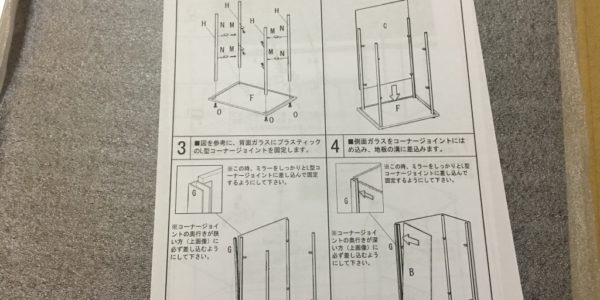 H H
H H
N M M N
N M M N
F
O O O
C
F
3 ■図を参考に、背面ガラスにプラスティック
のL型コーナージョイントを固定します。
4 ■側面ガラスをコーナージョイントには
め込み、地板の溝に差込みます。
※この時、ミラーをしっかりとL型
コーナージョイントに差し込んで固
定するようにして下さい。
G
※コーナージョ
イントの奥行きが狭
い方（上画像）に
必ず差し込むよう
にして下さい。
G
※この時、ミラーをしっかりとL型
コーナージョイントに差し込んで固
定するようにして下さい。
G
※コーナージョ
イントの奥行きが深
い方（上画像）に
必ず差し込むよう
にして下さい。
G
B